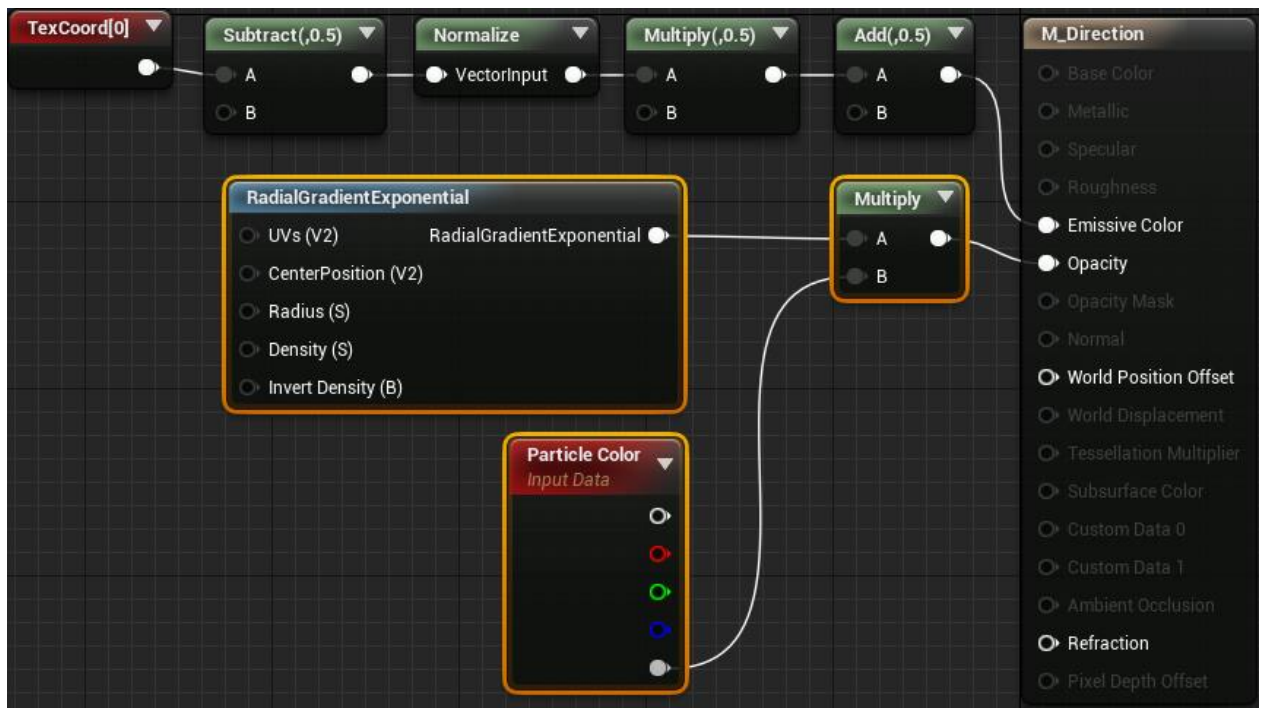 TexCoord[0]
Subtract(,0.5)
A
B
Normalize
VectorInput
Multiply(,0.5)
A
B
Add(,0.5)
A
B
RadialGradientExponential
UVs (V2)
RadialGradientExponential
CenterPosition (V2)
Radius (S)
Density (S)
Invert Density (B)
Multiply
A
B
Particle Color
Input Data
M_Direction
Base Color
Metallic
Specular
Roughness
Emissive Color
Opacity
Opacity Mask
Normal
World Position Offset
World Displacement
Tessellation Multiplier
Subsurface Color
Custom Data 0
Custom Data 1
Ambient Occlusion
Refraction
Pixel Depth Offset